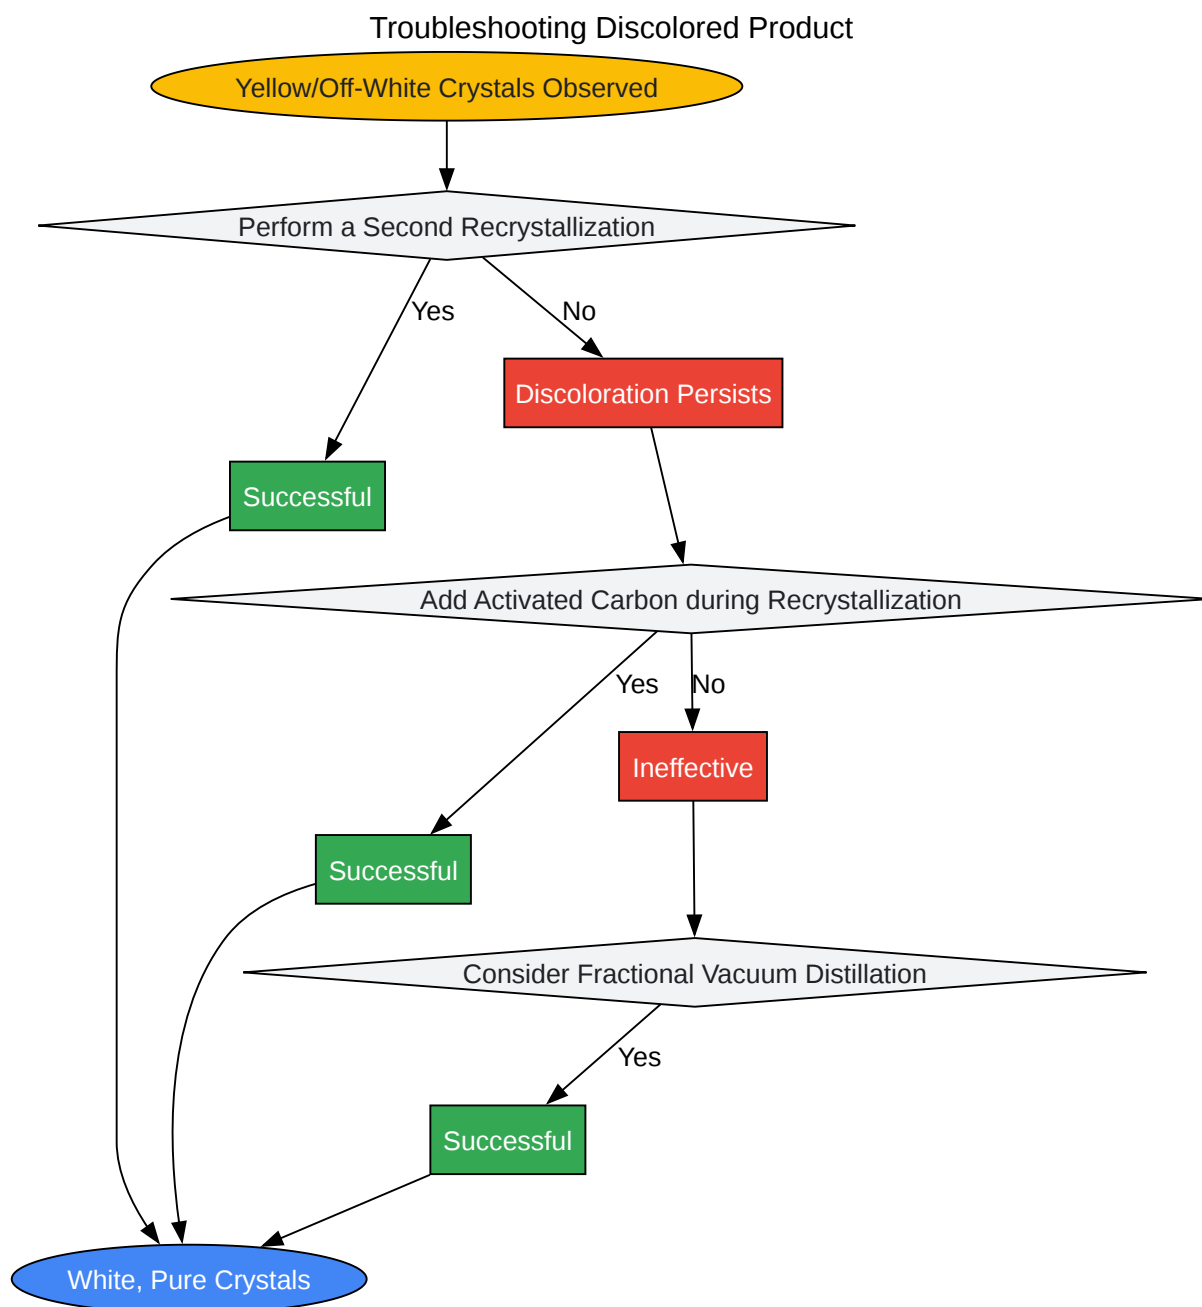 Troubleshooting Discolored Product
Yellow/Off-White Crystals Observed
Perform a Second Recrystallization
Yes
No
Discoloration Persists
Successful
Add Activated Carbon during Recrystallization
Yes
No
Ineffective
Successful
Consider Fractional Vacuum Distillation
Yes
Successful
White, Pure Crystals